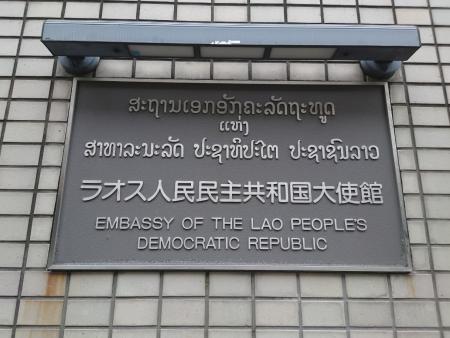 ສະຖານເອກອັກຄະລັດຖະທູດ
ແຫ່ງ
ສາທາລະນະລັດ ປະຊາທິປະໄຕ ປະຊາຊົນລາວ
ラオス人民民主共和国大使館
EMBASSY OF THE LAO PEOPLE'S
DEMOCRATIC REPUBLIC